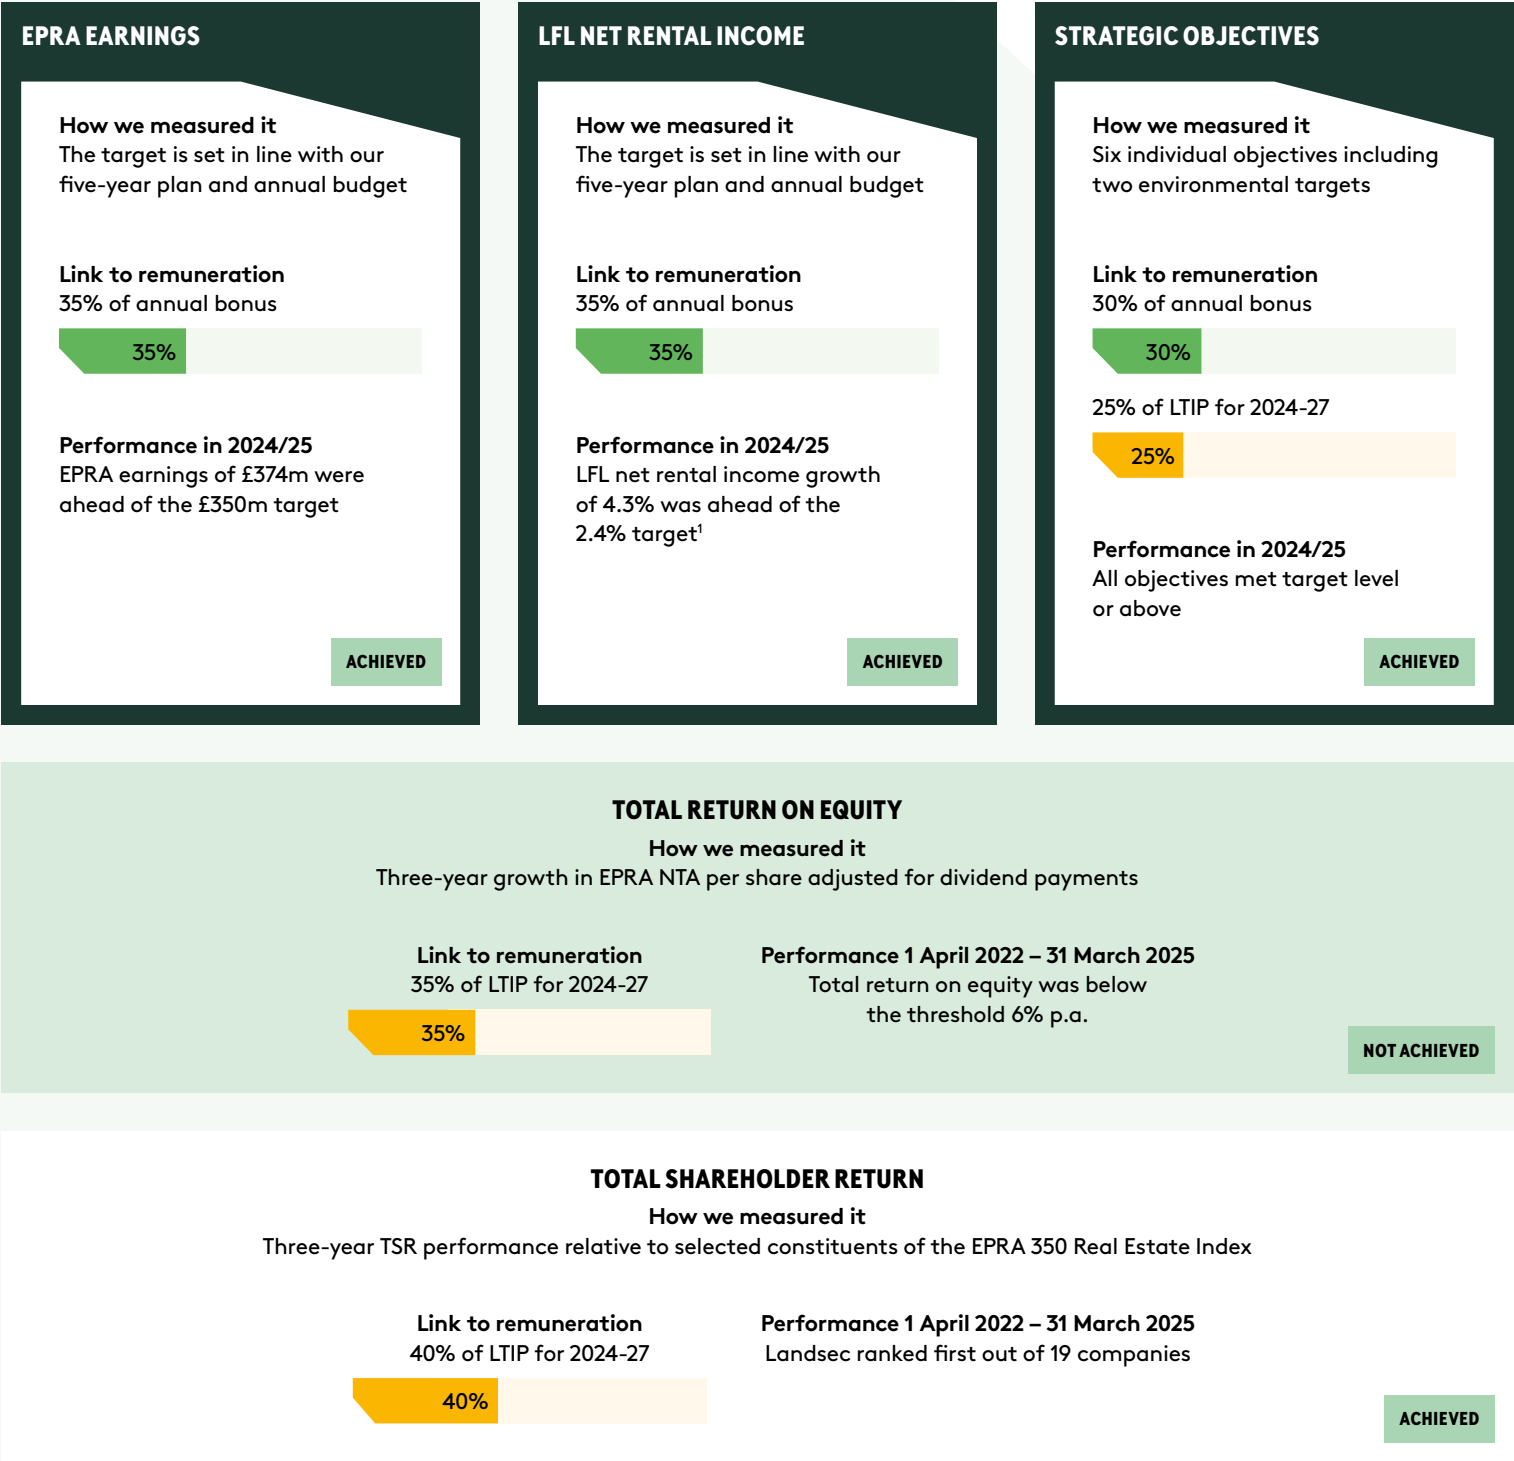 EPRA EARNINGS
How we measured it
The target is set in line with our
five-year plan and annual budget
Link to remuneration
35% of annual bonus
35%
Performance in 2024/25
EPRA earnings of £374m were
ahead of the £350m target
ACHIEVED
LFL NET RENTAL INCOME
How we measured it
The target is set in line with our
five-year plan and annual budget
Link to remuneration
35% of annual bonus
35%
Performance in 2024/25
LFL net rental income growth
of 4.3% was ahead of the
2.4% target¹
ACHIEVED
STRATEGIC OBJECTIVES
How we measured it
Six individual objectives including
two environmental targets
Link to remuneration
30% of annual bonus
30%
25% of LTIP for 2024-27
25%
Performance in 2024/25
All objectives met target level
or above
ACHIEVED
TOTAL RETURN ON EQUITY
How we measured it
Three-year growth in EPRA NTA per share adjusted for dividend payments
Link to remuneration
35% of LTIP for 2024-27
35%
Performance 1 April 2022 – 31 March 2025
Total return on equity was below
the threshold 6% p.a.
NOT ACHIEVED
TOTAL SHAREHOLDER RETURN
How we measured it
Three-year TSR performance relative to selected constituents of the EPRA 350 Real Estate Index
Link to remuneration
40% of LTIP for 2024-27
40%
Performance 1 April 2022 – 31 March 2025
Landsec ranked first out of 19 companies
ACHIEVED